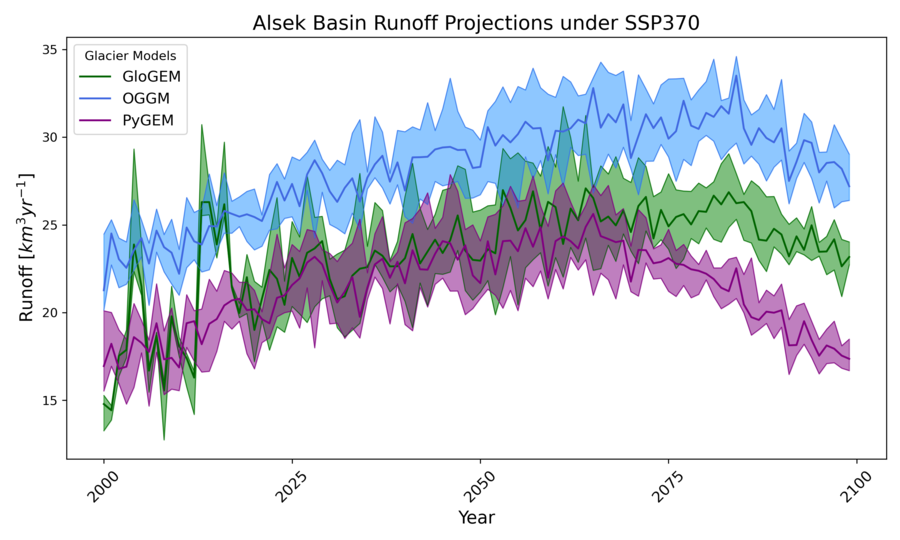 Alsek Basin Runoff Projections under SSP370
Glacier Models
GloGEM
OGGM
PyGEM
Runoff [km³yr⁻¹]
35
30
25
20
15
2000
2025
2050
2075
2100
Year